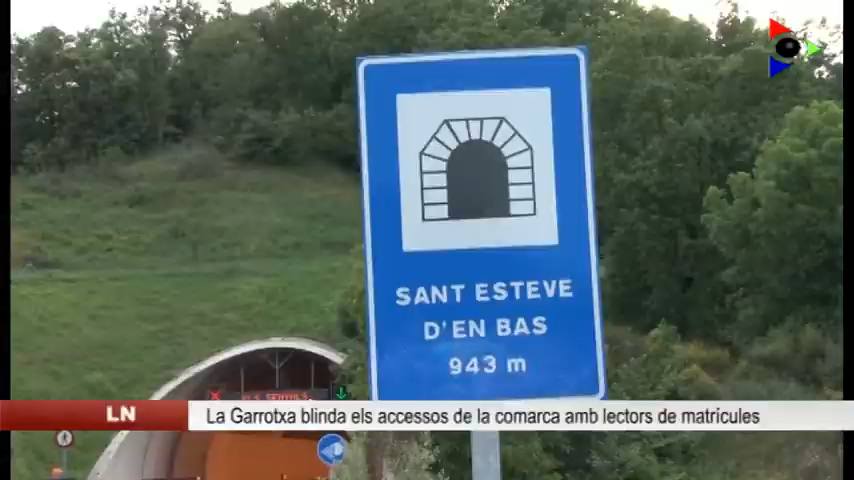 SANT ESTEVE
D'EN BAS
943 m
LN
La Garrotxa blinda els accessos de la comarca amb lectors de matrícules